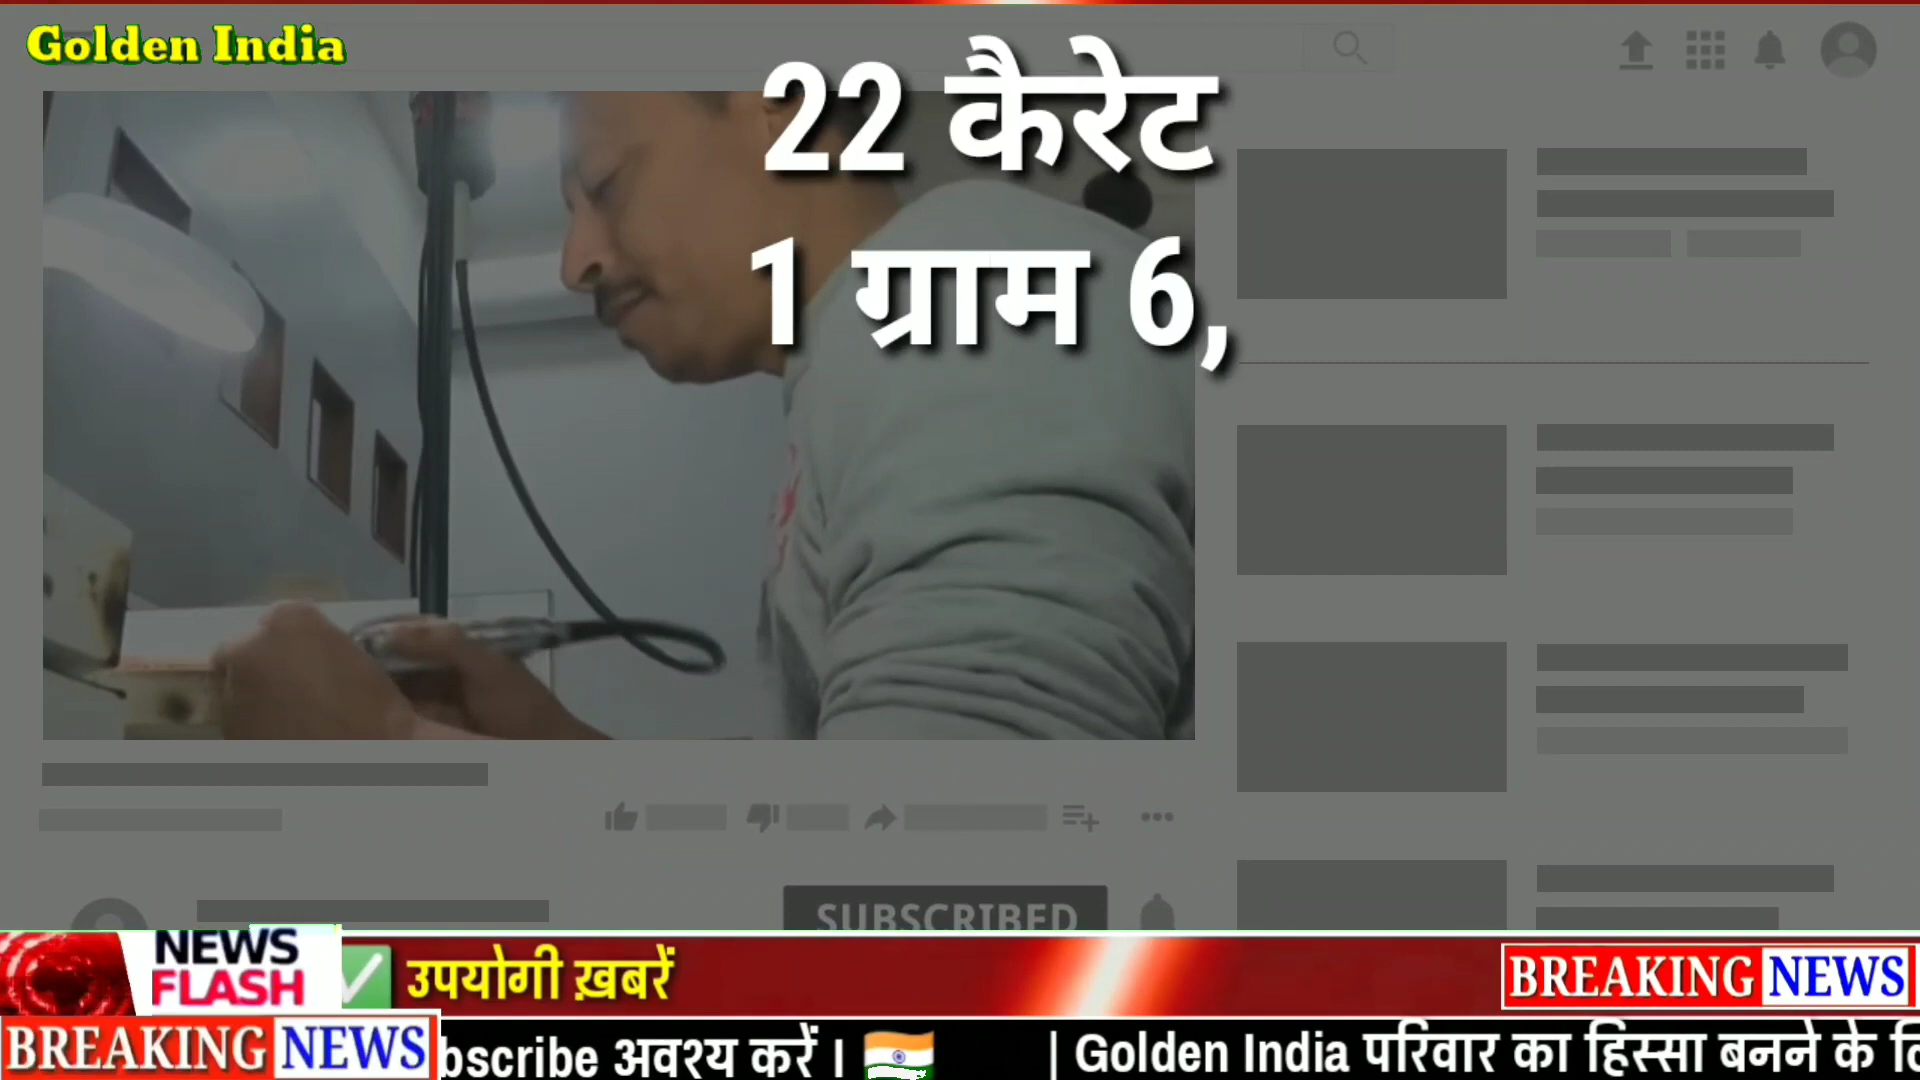 Golden India
22 कैरेट
1 ग्राम 6,
SUBSCRIBED
NEWS
FLASH
उपयोगी ख़बरें
BREAKING NEWS
BREAKING NEWS
bscribe अवश्य करें । | Golden India परिवार का हिस्सा बनने के